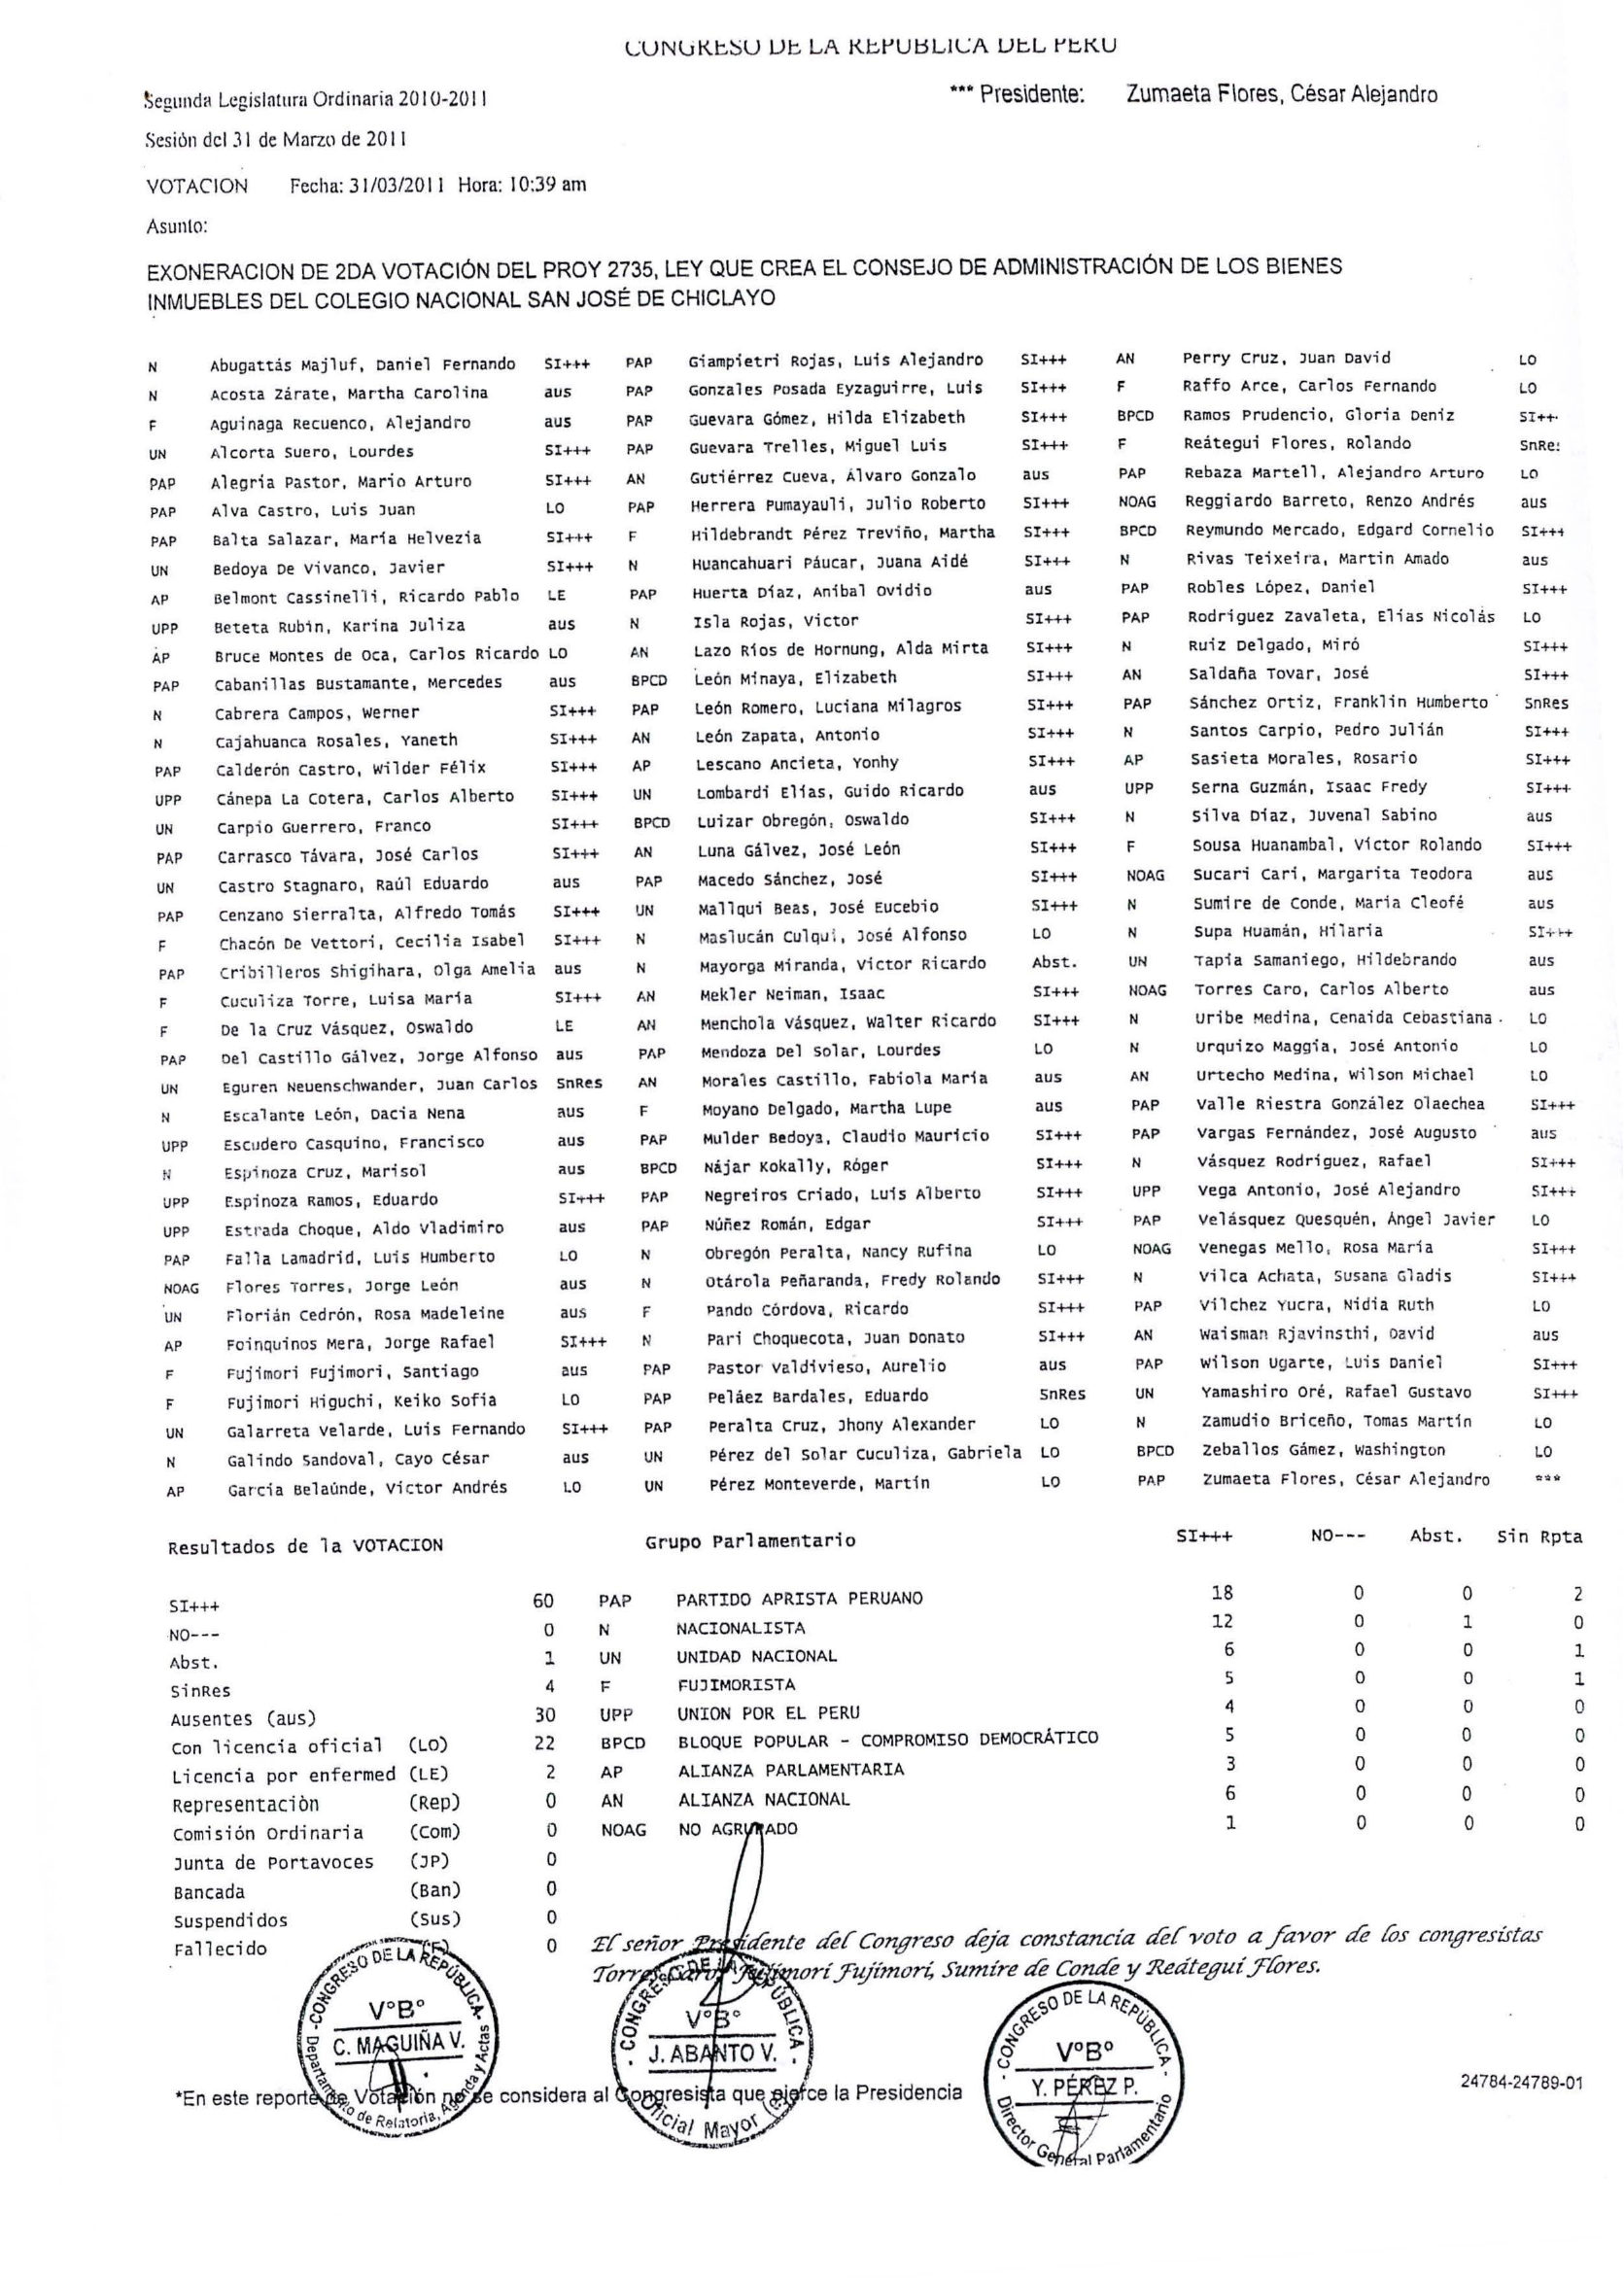 CONGRESO DE LA REPUBLICA DEL PERU
Segunda Legislatura Ordinaria 2010-2011 *** Presidente: Zumaeta Flores, César Alejandro
Sesión del 31 de Marzo de 2011
VOTACION Fecha: 31/03/2011 Hora: 10:39 am
Asunto:
EXONERACION DE 2DA VOTACIÓN DEL PROY 2735, LEY QUE CREA EL CONSEJO DE ADMINISTRACIÓN DE LOS BIENES
INMUEBLES DEL COLEGIO NACIONAL SAN JOSÉ DE CHICLAYO
N Abugattás Majluf, Daniel Fernando SI+++ PAP Giampietri Rojas, Luis Alejandro SI+++ AN Perry Cruz, Juan David LO
N Acosta Zárate, Martha Carolina aus PAP Gonzales Posada Eyzaguirre, Luis SI+++ F Raffo Arce, Carlos Fernando LO
F Aguinaga Recuenco, Alejandro aus PAP Guevara Gómez, Hilda Elizabeth SI+++ BPCD Ramos Prudencio, Gloria Deniz SI++
UN Alcorta Suero, Lourdes SI+++ PAP Guevara Trelles, Miguel Luis SI+++ F Reátegui Flores, Rolando SnRe:
PAP Alegría Pastor, Mario Arturo SI+++ AN Gutiérrez Cueva, Álvaro Gonzalo aus PAP Rebaza Martell, Alejandro Arturo LO
PAP Alva Castro, Luis Juan LO PAP Herrera Pumayauli, Julio Roberto SI+++ NOAG Reggiardo Barreto, Renzo Andrés aus
PAP Balta Salazar, María Helvezia SI+++ F Hildebrandt Pérez Treviño, Martha SI+++ BPCD Reymundo Mercado, Edgard Cornelio SI+++
UN Bedoya De Vivanco, Javier SI+++ N Huancahuari Páucar, Juana Aidé SI+++ N Rivas Teixeira, Martin Amado aus
AP Belmont Cassinelli, Ricardo Pablo LE PAP Huerta Díaz, Aníbal Ovidio aus PAP Robles López, Daniel SI+++
UPP Beteta Rubín, Karina Juliza aus N Isla Rojas, Victor SI+++ PAP Rodriguez Zavaleta, Elías Nicolás LO
AP Bruce Montes de Oca, Carlos Ricardo LO AN Lazo Ríos de Hornung, Alda Mirta SI+++ N Ruiz Delgado, Miró SI+++
PAP Cabanillas Bustamante, Mercedes aus BPCD León Minaya, Elizabeth SI+++ AN Saldaña Tovar, José SI+++
N Cabrera Campos, Werner SI+++ PAP León Romero, Luciana Milagros SI+++ PAP Sánchez Ortiz, Franklin Humberto SnRes
N Cajahuanca Rosales, Yaneth SI+++ AN León Zapata, Antonio SI+++ N Santos Carpio, Pedro Julián SI+++
PAP Calderón Castro, Wilder Félix SI+++ AP Lescano Ancieta, Yonhy SI+++ AP Sasieta Morales, Rosario SI+++
UPP Cánepa La Cotera, Carlos Alberto SI+++ UN Lombardi Elías, Guido Ricardo aus UPP Serna Guzmán, Isaac Fredy SI+++
UN Carpio Guerrero, Franco SI+++ BPCD Luizar Obregón, Oswaldo SI+++ N Silva Díaz, Juvenal Sabino aus
PAP Carrasco Távara, José Carlos SI+++ AN Luna Gálvez, José León SI+++ F Sousa Huanambal, Víctor Rolando SI+++
UN Castro Stagnaro, Raúl Eduardo aus PAP Macedo Sánchez, José SI+++ NOAG Sucari Cari, Margarita Teodora aus
PAP Cenzano Sierralta, Alfredo Tomás SI+++ UN Mallqui Beas, José Eucebio SI+++ N Sumire de Conde, María Cleofé aus
F Chacón De Vettori, Cecilia Isabel SI+++ N Maslucán Culqui, José Alfonso LO N Supa Huamán, Hilaria SI+++
PAP Cribilleros Shigihara, Olga Amelia aus N Mayorga Miranda, Víctor Ricardo Abst. UN Tapia Samaniego, Hildebrando aus
F Cuculiza Torre, Luisa María SI+++ AN Mekler Neiman, Isaac SI+++ NOAG Torres Caro, Carlos Alberto aus
F De la Cruz Vásquez, Oswaldo LE AN Menchola Vásquez, Walter Ricardo SI+++ N Uribe Medina, Cenaida Cebastiana LO
PAP Del Castillo Gálvez, Jorge Alfonso aus PAP Mendoza Del Solar, Lourdes LO N Urquizo Maggia, José Antonio LO
UN Eguren Neuenschwander, Juan Carlos SnRes AN Morales Castillo, Fabiola María aus AN Urtecho Medina, Wilson Michael LO
N Escalante León, Dacia Nena aus F Moyano Delgado, Martha Lupe aus PAP Valle Riestra González Olaechea SI+++
UPP Escudero Casquino, Francisco aus PAP Mulder Bedoya, Claudio Mauricio SI+++ PAP Vargas Fernández, José Augusto aus
N Espinoza Cruz, Marisol aus BPCD Nájar Kokally, Róger SI+++ N Vásquez Rodríguez, Rafael SI+++
UPP Espinoza Ramos, Eduardo SI+++ PAP Negreiros Criado, Luis Alberto SI+++ UPP Vega Antonio, José Alejandro SI+++
UPP Estrada Choque, Aldo Vladimiro aus PAP Núñez Román, Edgar SI+++ PAP Velásquez Quesquén, Ángel Javier LO
PAP Falla Lamadrid, Luis Humberto LO N Obregón Peralta, Nancy Rufina LO NOAG Venegas Mello, Rosa María SI+++
NOAG Flores Torres, Jorge León aus N Otárola Peñaranda, Fredy Rolando SI+++ N Vilca Achata, Susana Gladis SI+++
UN Florián Cedrón, Rosa Madeleine aus F Pando Córdova, Ricardo SI+++ PAP Vilchez Yucra, Nidia Ruth LO
AP Foinquinos Mera, Jorge Rafael SI+++ N Pari Choquecota, Juan Donato SI+++ AN Waisman Rjavinsthi, David aus
F Fujimori Fujimori, Santiago aus PAP Pastor Valdivieso, Aurelio aus PAP Wilson Ugarte, Luis Daniel SI+++
F Fujimori Higuchi, Keiko Sofía LO PAP Peláez Bardales, Eduardo SnRes UN Yamashiro Oré, Rafael Gustavo SI+++
UN Galarreta Velarde, Luis Fernando SI+++ PAP Peralta Cruz, Jhony Alexander LO N Zamudio Briceño, Tomas Martín LO
N Galindo Sandoval, Cayo César aus UN Pérez del Solar Cuculiza, Gabriela LO BPCD Zeballos Gámez, Washington LO
AP García Belaúnde, Víctor Andrés LO UN Pérez Monteverde, Martín LO PAP Zumaeta Flores, César Alejandro ***
Resultados de la VOTACION Grupo Parlamentario SI+++ NO--- Abst. Sin Rpta
SI+++ 60 PAP PARTIDO APRISTA PERUANO 18 0 0 2
NO--- 0 N NACIONALISTA 12 0 1 0
Abst. 1 UN UNIDAD NACIONAL 6 0 0 1
SinRes 4 F FUJIMORISTA 5 0 0 1
Ausentes (aus) 30 UPP UNION POR EL PERU 4 0 0 0
Con licencia oficial (LO) 22 BPCD BLOQUE POPULAR - COMPROMISO DEMOCRÁTICO 5 0 0 0
Licencia por enfermed (LE) 2 AP ALIANZA PARLAMENTARIA 3 0 0 0
Representación (Rep) 0 AN ALIANZA NACIONAL 6 0 0 0
Comisión Ordinaria (Com) 0 NOAG NO AGRUPADO 1 0 0 0
Junta de Portavoces (JP) 0
Bancada (Ban) 0
Suspendidos (Sus) 0
Fallecido (F) 0
El señor Presidente del Congreso deja constancia del voto a favor de los congresistas
Torres Caro, Fujimori Fujimori, Sumire de Conde y Reátegui Flores.
-CONGRESO DE LA REPÚBLICA-
V°B°
C. MAGUIÑA V.
Departamento de Relatoría, Agenda y Actas
- CONGRESO DE LA REPÚBLICA -
V°B°
J. ABANTO V.
Oficial Mayor (e)
- CONGRESO DE LA REPÚBLICA -
V°B°
Y. PÉREZ P.
Director General Parlamentario
*En este reporte de Votación no se considera al Congresista que ejerce la Presidencia
24784-24789-01